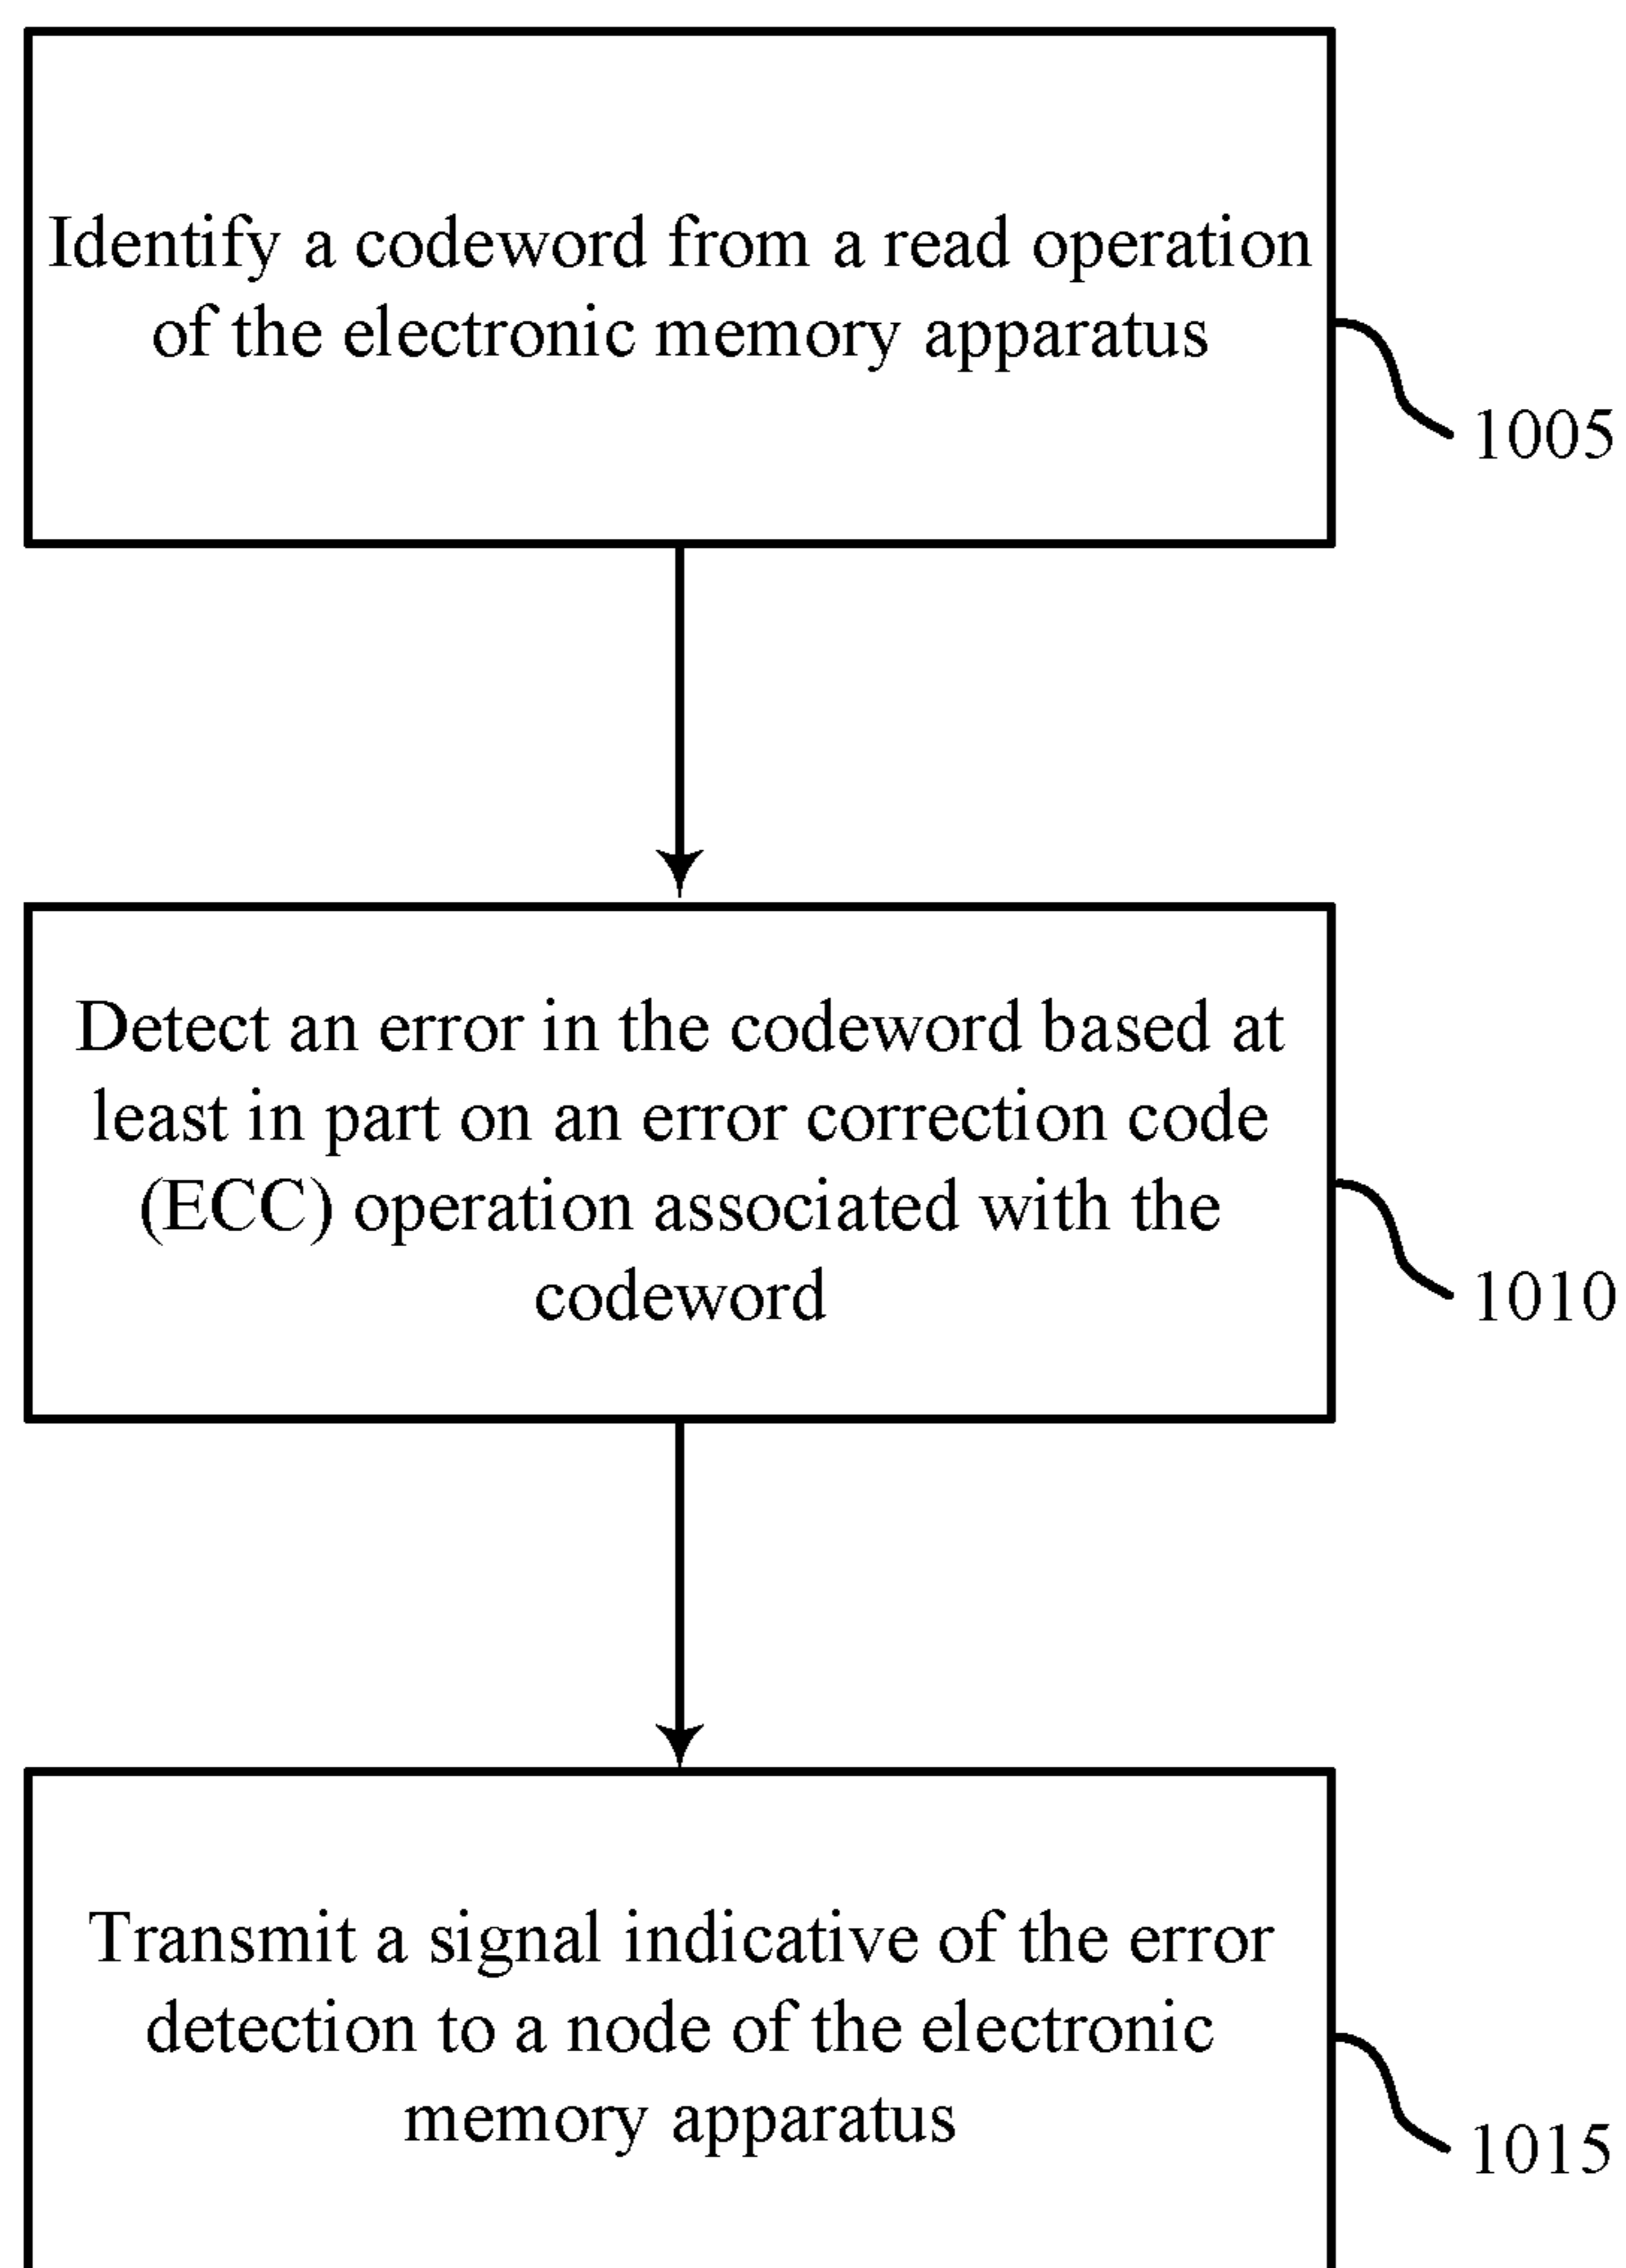 Identify a codeword from a read operation
of the electronic memory apparatus
1005
Detect an error in the codeword based at
least in part on an error correction code
(ECC) operation associated with the
codeword
1010
Transmit a signal indicative of the error
detection to a node of the electronic
memory apparatus
1015